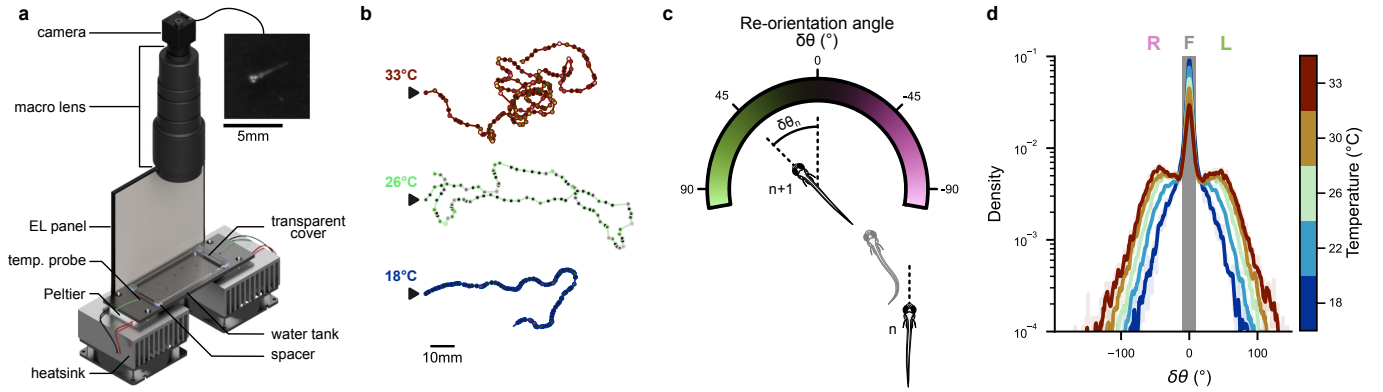 a
camera
macro lens
5mm
EL panel
transparent
cover
temp. probe
Peltier
water tank
spacer
heatsink
b
33°C
26°C
18°C
10mm
c
Re-orientation angle
δθ (°)
0
45
-45
90
-90
δθn
n+1
n
d
R F L
10⁻¹
10⁻²
10⁻³
10⁻⁴
Density
−100 0 100
δθ (°)
33
30
26
22
18
Temperature (°C)